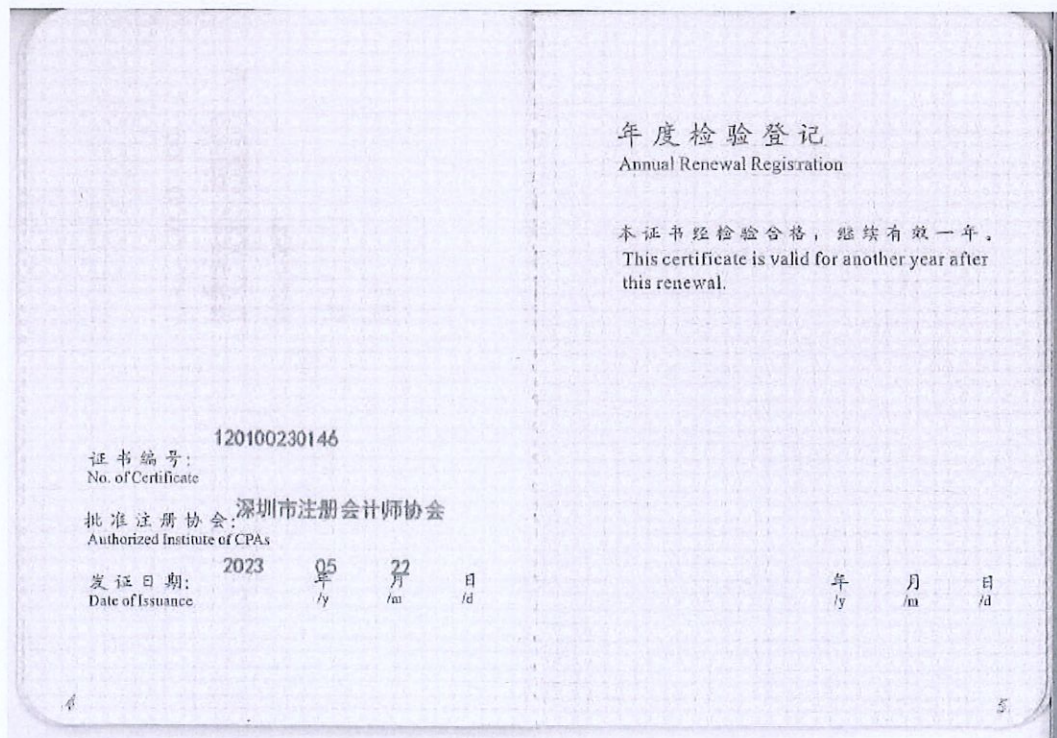 120100230146
证书编号:
No. of Certificate
深圳市注册会计师协会
批准注册协会:
Authorized Institute of CPAs
2023 05 22
发证日期: 年 月 日
Date of Issuance /y /m /d
4
年度检验登记
Annual Renewal Registration
本证书经检验合格，继续有效一年。
This certificate is valid for another year after
this renewal.
年 月 日
/y /m /d
5